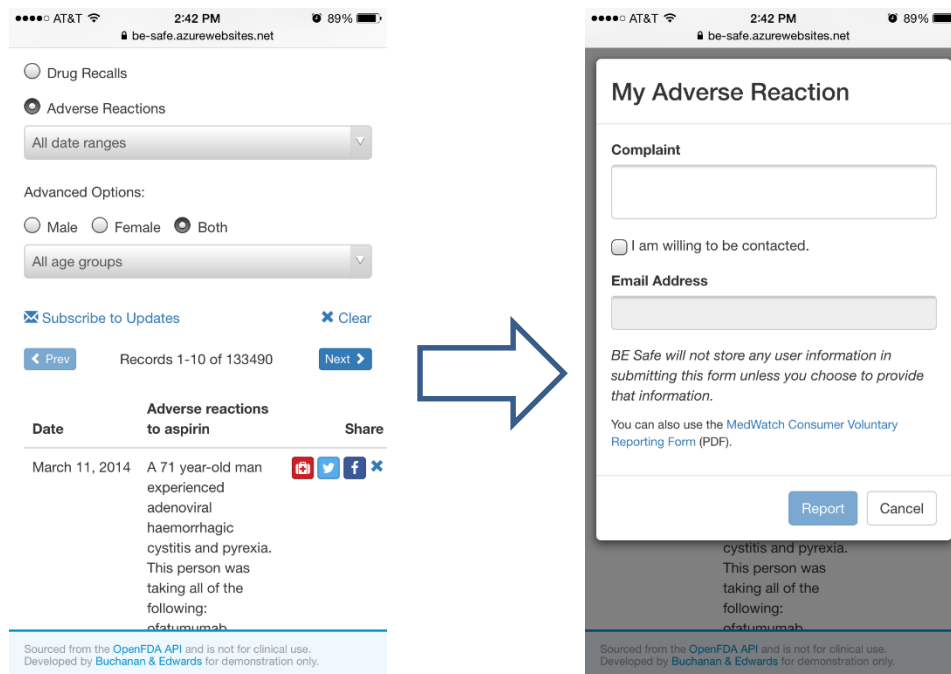 AT&T 2:42 PM 89%
be-safe.azurewebsites.net
Drug Recalls
Adverse Reactions
All date ranges
Advanced Options:
Male Female Both
All age groups
Subscribe to Updates Clear
Prev Records 1-10 of 133490 Next
Date Adverse reactions to aspirin Share
March 11, 2014 A 71 year-old man
experienced
adenoviral
haemorrhagic
cystitis and pyrexia.
This person was
taking all of the
following:
ofatumumab
Sourced from the OpenFDA API and is not for clinical use.
Developed by Buchanan & Edwards for demonstration only.
AT&T 2:42 PM 89%
be-safe.azurewebsites.net
My Adverse Reaction
Complaint
I am willing to be contacted.
Email Address
BE Safe will not store any user information in
submitting this form unless you choose to provide
that information.
You can also use the MedWatch Consumer Voluntary
Reporting Form (PDF).
Report Cancel
cystitis and pyrexia.
This person was
taking all of the
following:
ofatumumab
Sourced from the OpenFDA API and is not for clinical use.
Developed by Buchanan & Edwards for demonstration only.